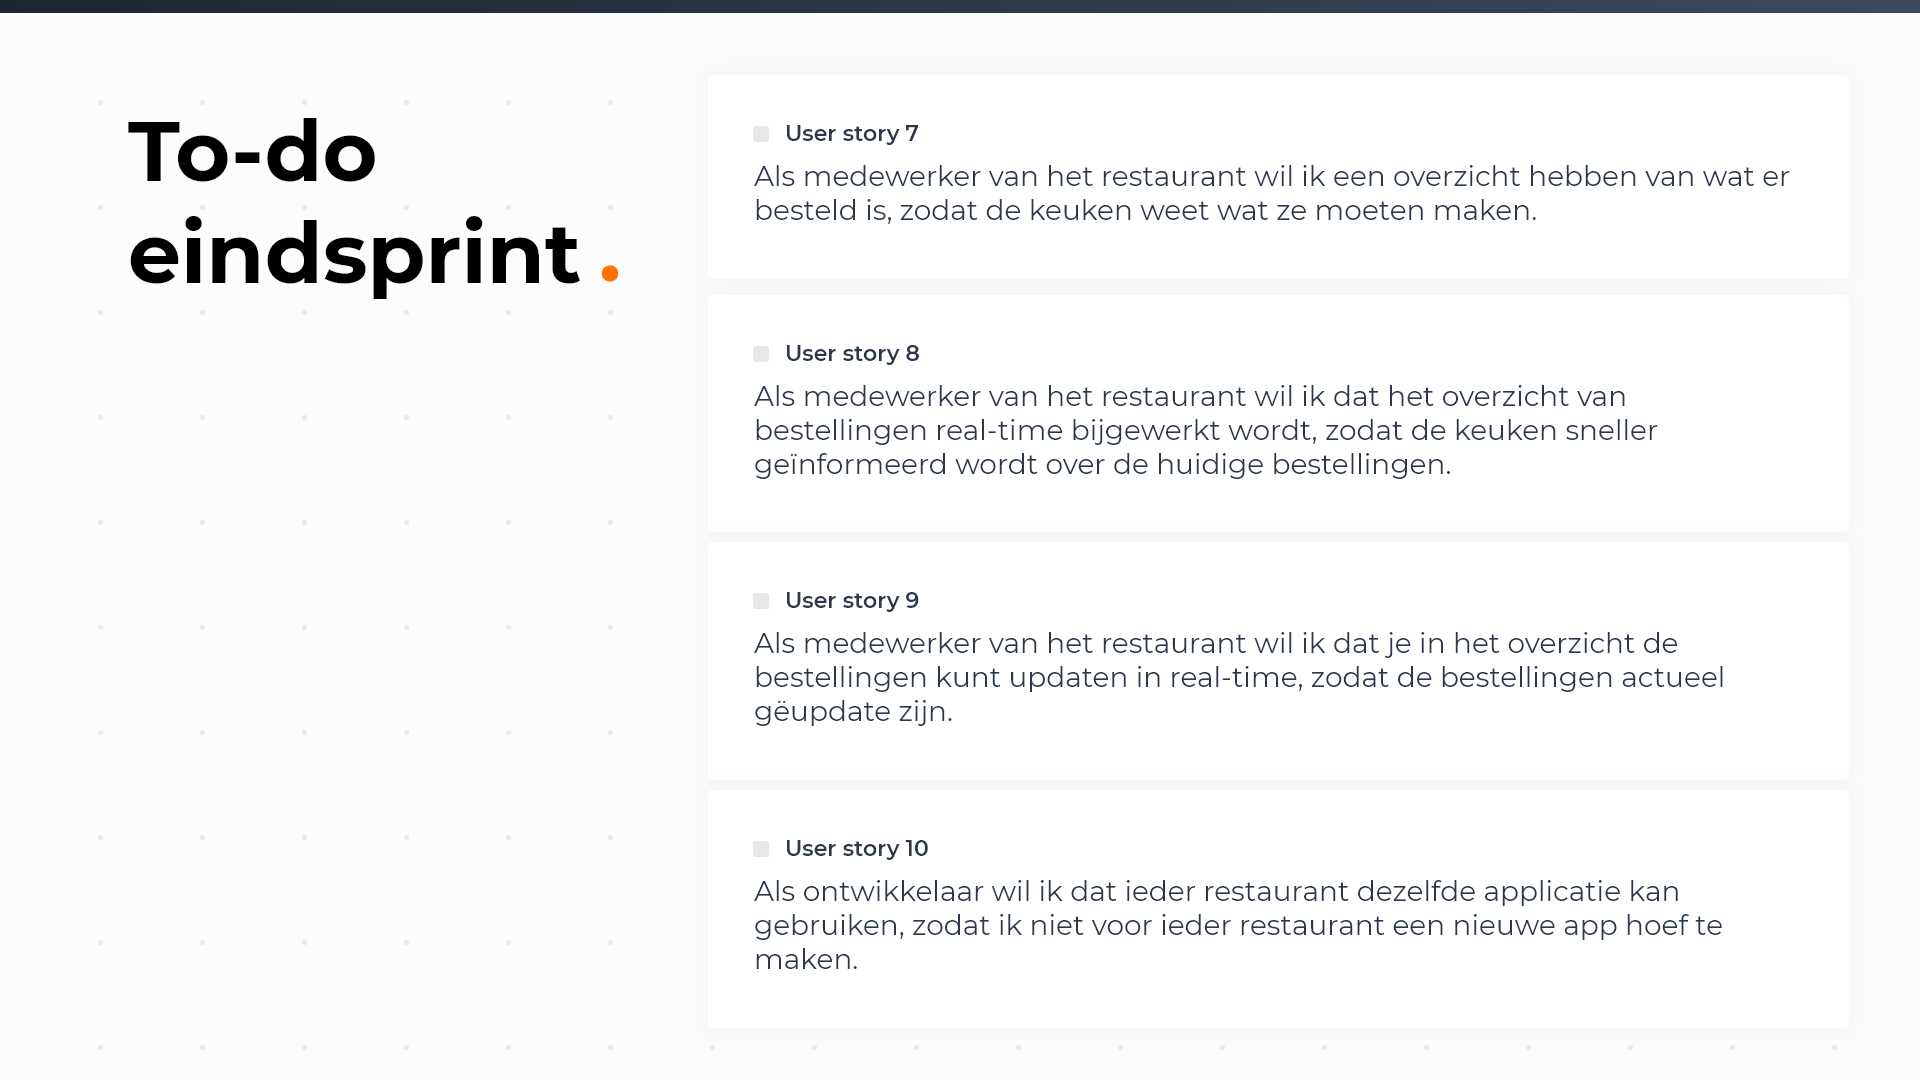 To-do
eindsprint .
User story 7
Als medewerker van het restaurant wil ik een overzicht hebben van wat er
besteld is, zodat de keuken weet wat ze moeten maken.
User story 8
Als medewerker van het restaurant wil ik dat het overzicht van
bestellingen real-time bijgewerkt wordt, zodat de keuken sneller
geïnformeerd wordt over de huidige bestellingen.
User story 9
Als medewerker van het restaurant wil ik dat je in het overzicht de
bestellingen kunt updaten in real-time, zodat de bestellingen actueel
gëupdate zijn.
User story 10
Als ontwikkelaar wil ik dat ieder restaurant dezelfde applicatie kan
gebruiken, zodat ik niet voor ieder restaurant een nieuwe app hoef te
maken.